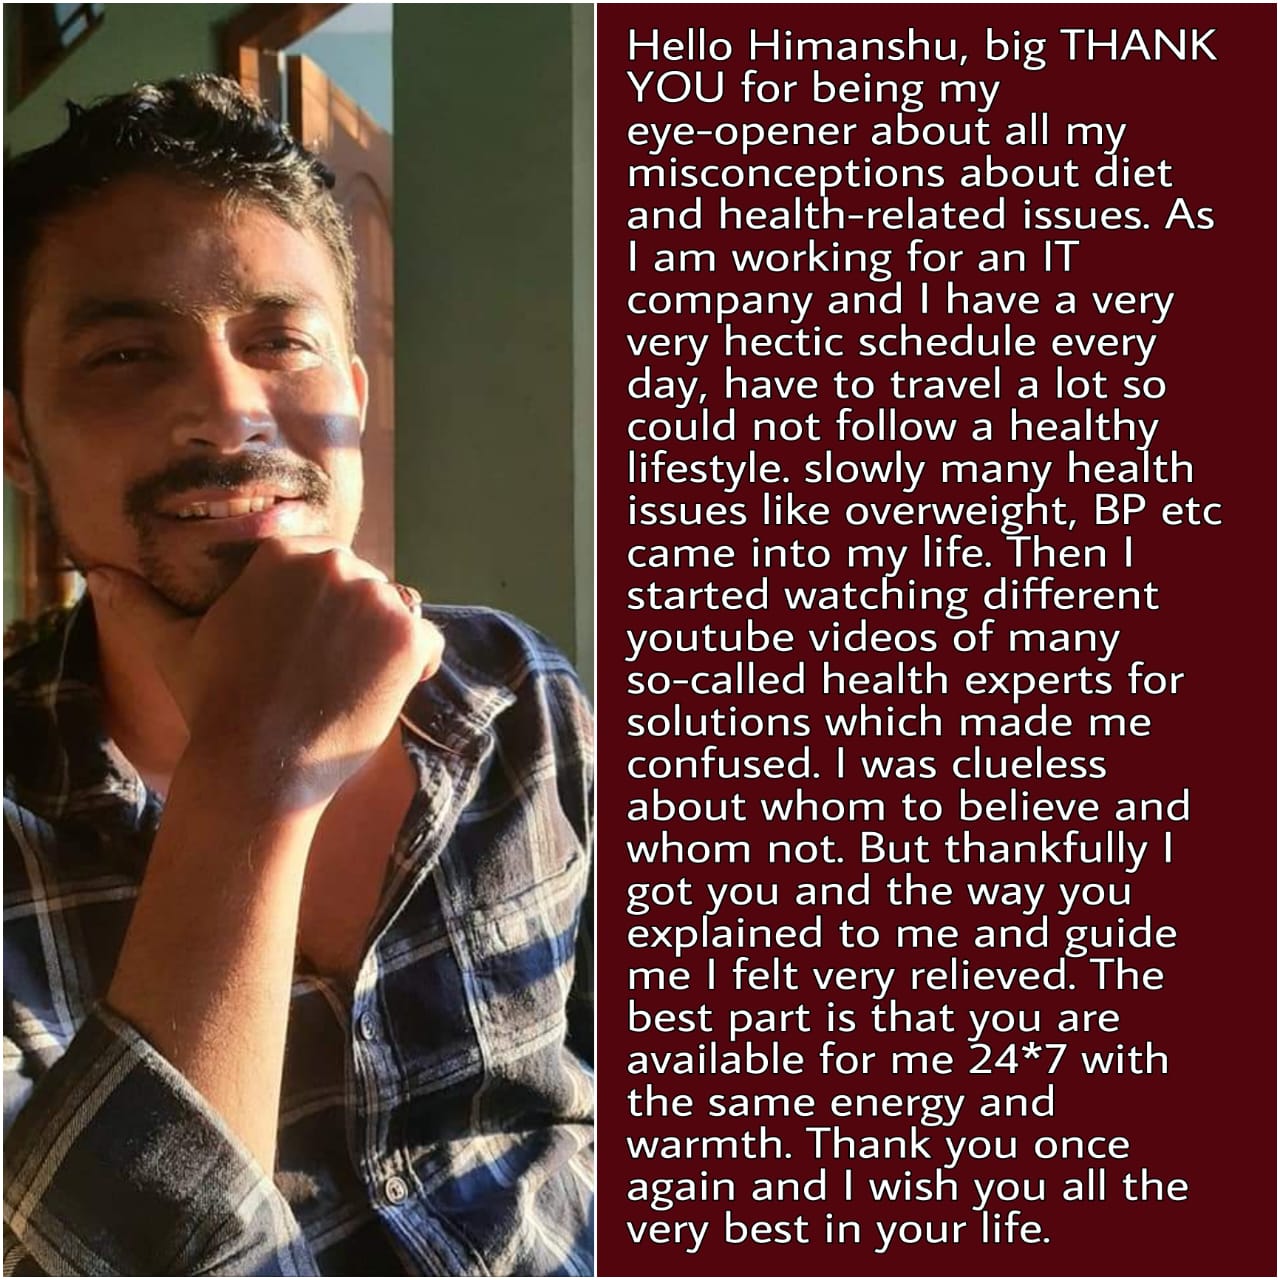 Hello Himanshu, big THANK
YOU for being my
eye-opener about all my
misconceptions about diet
and health-related issues. As
I am working for an IT
company and I have a very
very hectic schedule every
day, have to travel a lot so
could not follow a healthy
lifestyle. slowly many health
issues like overweight, BP etc
came into my life. Then I
started watching different
youtube videos of many
so-called health experts for
solutions which made me
confused. I was clueless
about whom to believe and
whom not. But thankfully I
got you and the way you
explained to me and guide
me I felt very relieved. The
best part is that you are
available for me 24*7 with
the same energy and
warmth. Thank you once
again and I wish you all the
very best in your life.